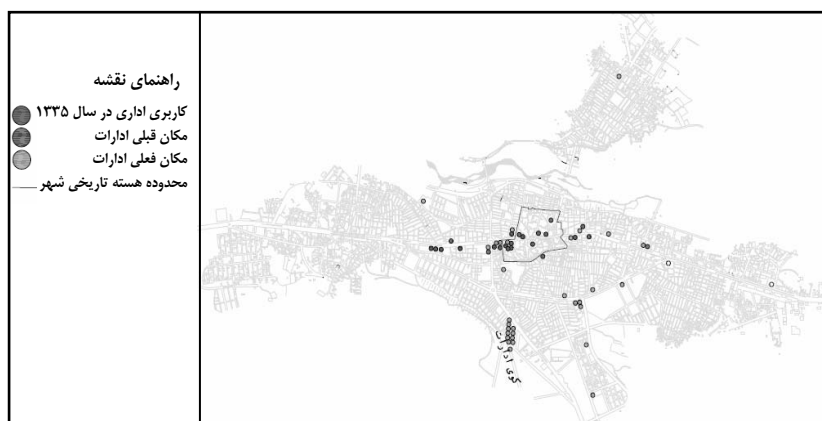 راهنمای نقشه
کاربری اداری در سال ۱۳۳۵
مکان قبلی ادارات
مکان فعلی ادارات
محدوده هسته تاریخی شهر
کوی ادارات